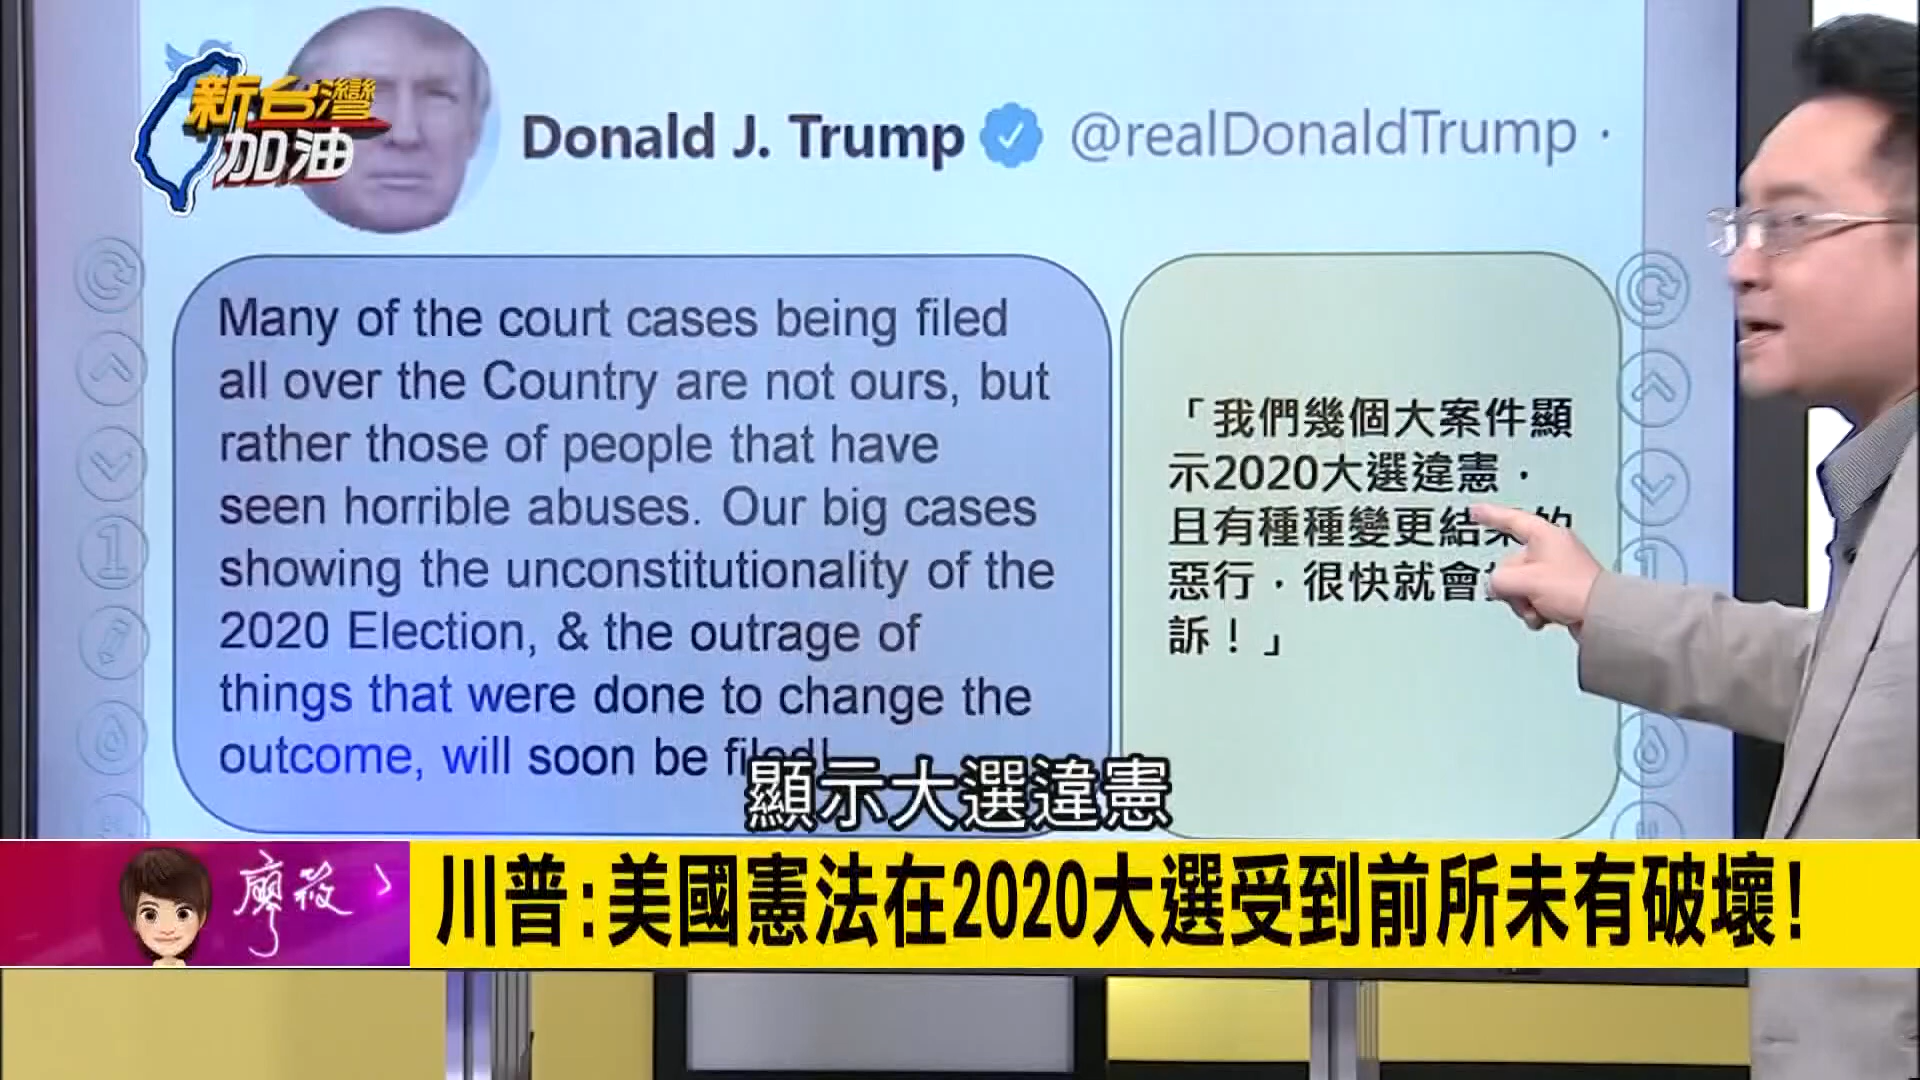 新台灣
加油
Donald J. Trump @realDonaldTrump ·
Many of the court cases being filed
all over the Country are not ours, but
rather those of people that have
seen horrible abuses. Our big cases
showing the unconstitutionality of the
2020 Election, & the outrage of
things that were done to change the
outcome, will soon be filed!
「我們幾個大案件顯
示2020大選違憲，
且有種種變更結果的
惡行，很快就會
訴！」
1
1
顯示大選違憲
廖筱
川普:美國憲法在2020大選受到前所未有破壞!